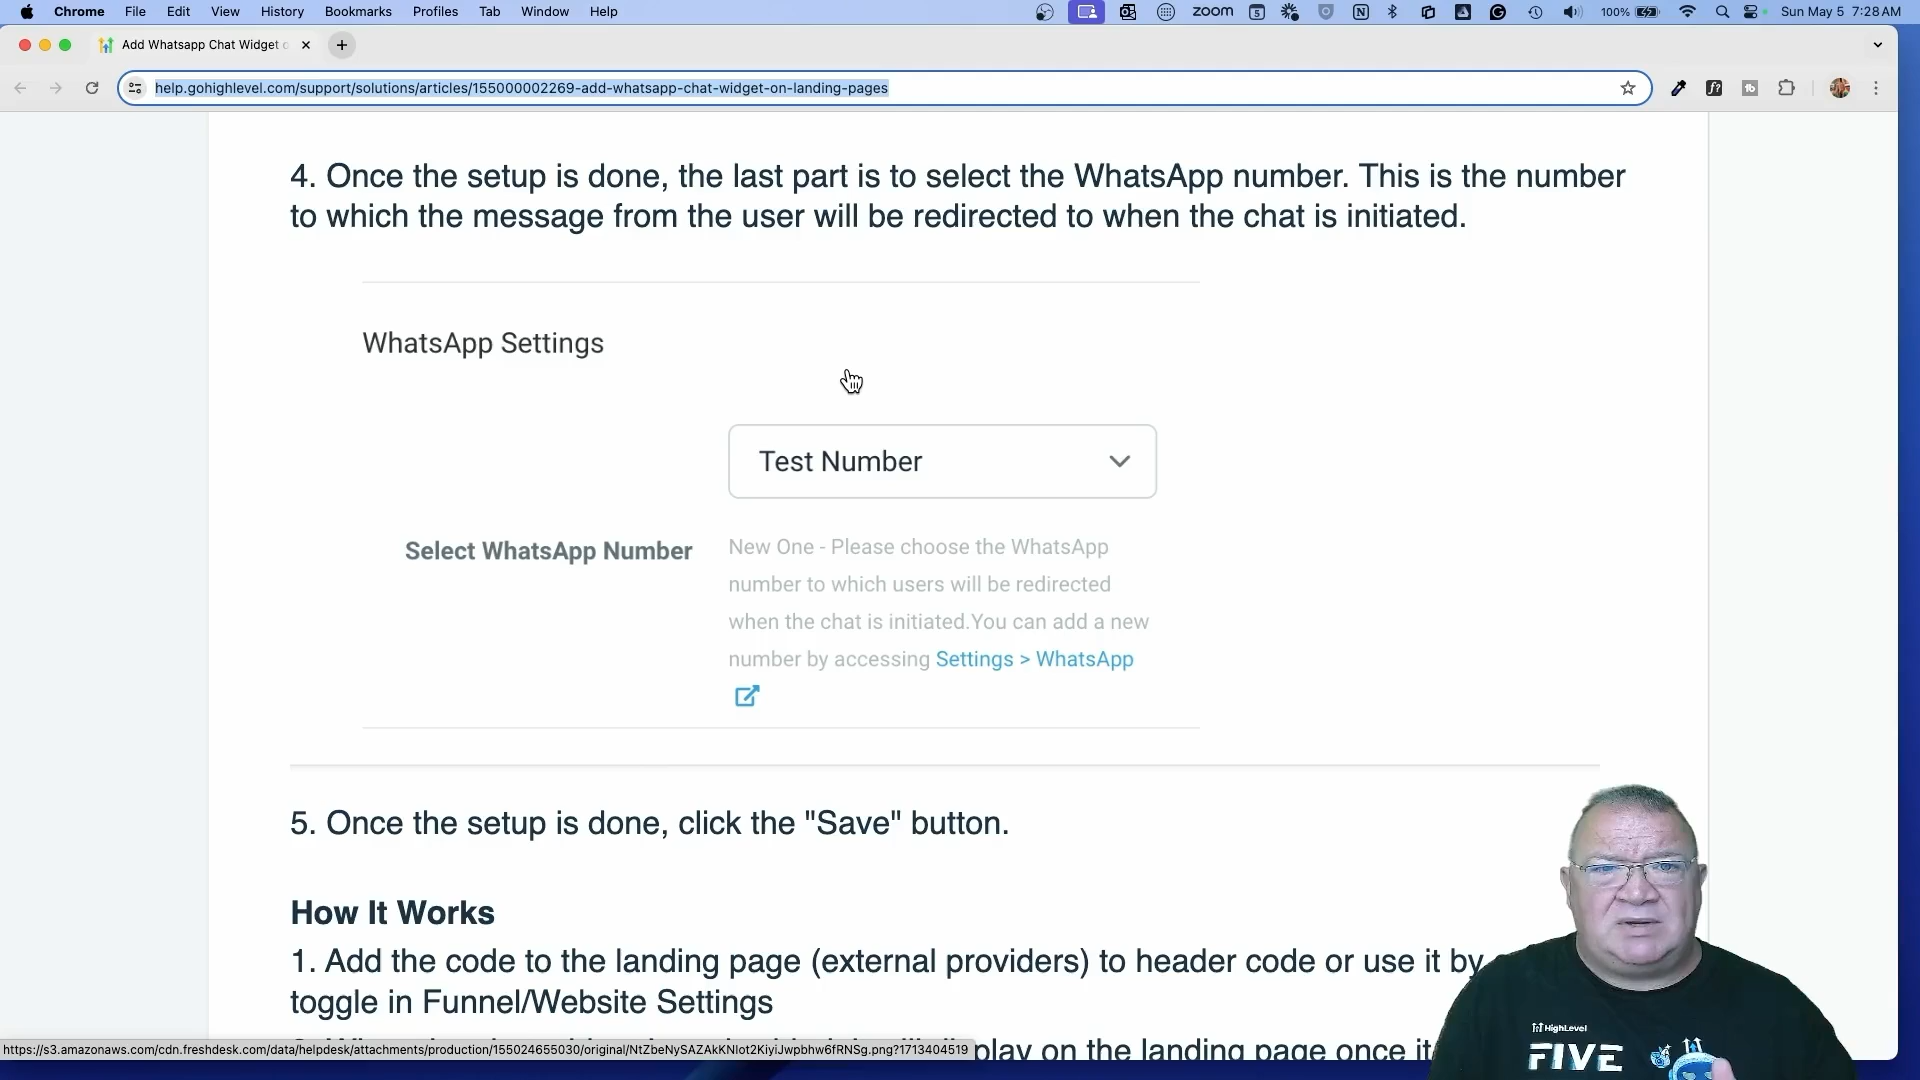 Chrome File Edit View History Bookmarks Profiles Tab Window Help
zoom 5 100% Sun May 5 7:28 AM
Add Whatsapp Chat Widget
help.gohighlevel.com/support/solutions/articles/155000002269-add-whatsapp-chat-widget-on-landing-pages
4. Once the setup is done, the last part is to select the WhatsApp number. This is the number
to which the message from the user will be redirected to when the chat is initiated.
WhatsApp Settings
Test Number
Select WhatsApp Number
New One - Please choose the WhatsApp
number to which users will be redirected
when the chat is initiated.You can add a new
number by accessing Settings > WhatsApp
5. Once the setup is done, click the "Save" button.
How It Works
1. Add the code to the landing page (external providers) to header code or use it by
toggle in Funnel/Website Settings
play on the landing page once it
https://s3.amazonaws.com/cdn.freshdesk.com/data/helpdesk/attachments/production/155024655030/original/NtZbeNySAZAkKNIot2KiyiJwpbhw6fRNSg.png?1713404519
HighLevel
FIVE